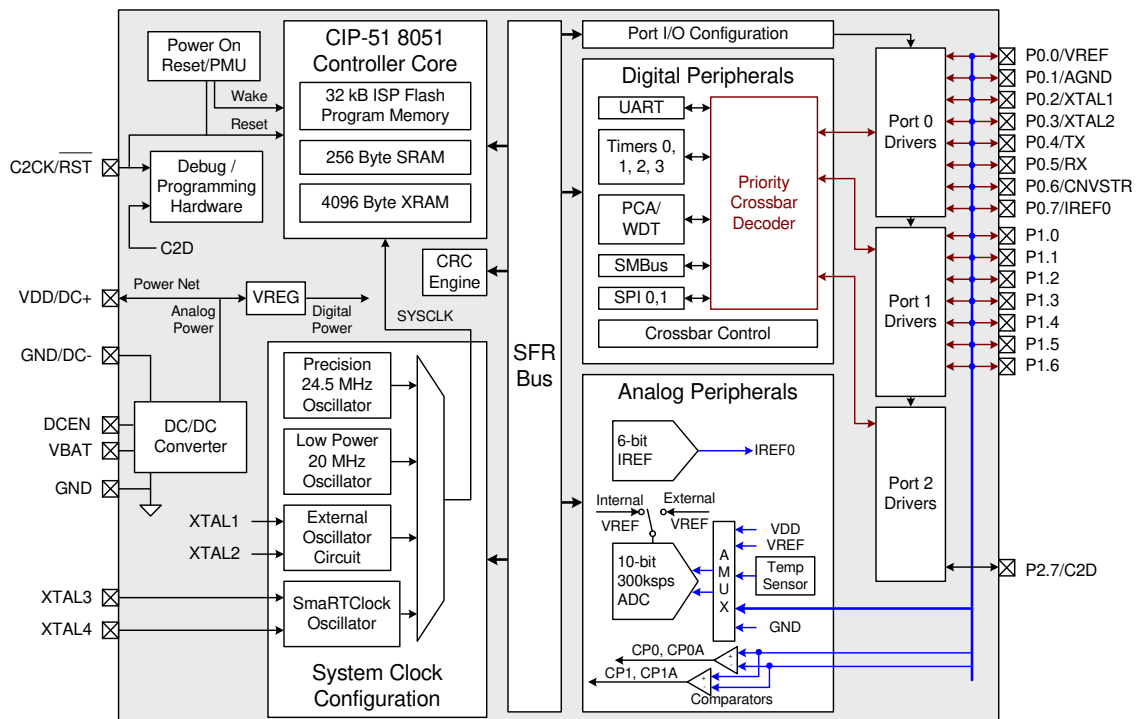 Power On
Reset/PMU
Wake
Reset
C2CK/RST
Debug /
Programming
Hardware
C2D
VDD/DC+
Power Net
Analog
Power
VREG
Digital
Power
GND/DC-
DCEN
VBAT
GND
DC/DC
Converter
XTAL1
XTAL2
XTAL3
XTAL4
CIP-51 8051
Controller Core
32 kB ISP Flash
Program Memory
256 Byte SRAM
4096 Byte XRAM
CRC
Engine
SYSCLK
Precision
24.5 MHz
Oscillator
Low Power
20 MHz
Oscillator
External
Oscillator
Circuit
SmaRTClock
Oscillator
System Clock
Configuration
SFR
Bus
Port I/O Configuration
Digital Peripherals
UART
Timers 0,
1, 2, 3
PCA/
WDT
SMBus
SPI 0,1
Priority
Crossbar
Decoder
Crossbar Control
Analog Peripherals
6-bit
IREF
IREF0
Internal
VREF
External
VREF
10-bit
300ksps
ADC
A
M
U
X
VDD
VREF
Temp
Sensor
GND
CP0, CP0A
+
-
CP1, CP1A
+
-
Comparators
Port 0
Drivers
Port 1
Drivers
Port 2
Drivers
P0.0/VREF
P0.1/AGND
P0.2/XTAL1
P0.3/XTAL2
P0.4/TX
P0.5/RX
P0.6/CNVSTR
P0.7/IREF0
P1.0
P1.1
P1.2
P1.3
P1.4
P1.5
P1.6
P2.7/C2D